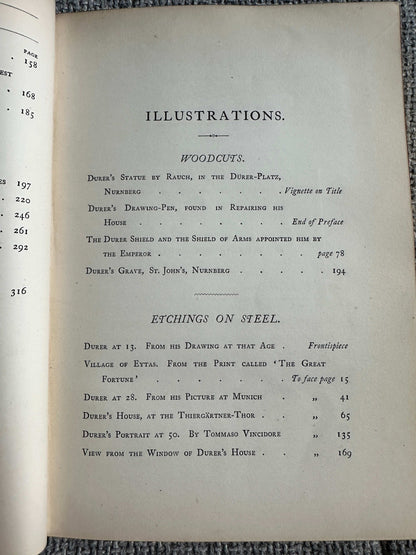 PAGE
158
EST
168
185
ES 197
220
246
261
292
316
ILLUSTRATIONS.
WOODCUTS.
Durer's Statue by Rauch, in the Dürer-Platz,
Nurnberg . . . . . . Vignette on Title
Durer's Drawing-Pen, found in Repairing his
House . . . . . . . End of Preface
The Durer Shield and the Shield of Arms appointed him by
the Emperor . . . . . . . page 78
Durer's Grave, St. John's, Nurnberg . . . . . 194
ETCHINGS ON STEEL.
Durer at 13. From his Drawing at that Age . Frontispiece
Village of Eytas. From the Print called 'The Great
Fortune' . . . . . . . To face page 15
Durer at 28. From his Picture at Munich . . „ 41
Durer's House, at the Thiergärtner-Thor . . „ 65
Durer's Portrait at 50. By Tommaso Vincidore „ 135
View from the Window of Durer's House . . „ 169